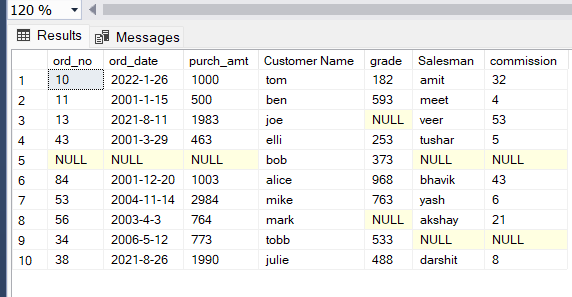 120 %
Results Messages
ord_no ord_date purch_amt Customer Name grade Salesman commission
1 10 2022-1-26 1000 tom 182 amit 32
2 11 2001-1-15 500 ben 593 meet 4
3 13 2021-8-11 1983 joe NULL veer 53
4 43 2001-3-29 463 elli 253 tushar 5
5 NULL NULL NULL bob 373 NULL NULL
6 84 2001-12-20 1003 alice 968 bhavik 43
7 53 2004-11-14 2984 mike 763 yash 6
8 56 2003-4-3 764 mark NULL akshay 21
9 34 2006-5-12 773 tobb 533 NULL NULL
10 38 2021-8-26 1990 julie 488 darshit 8